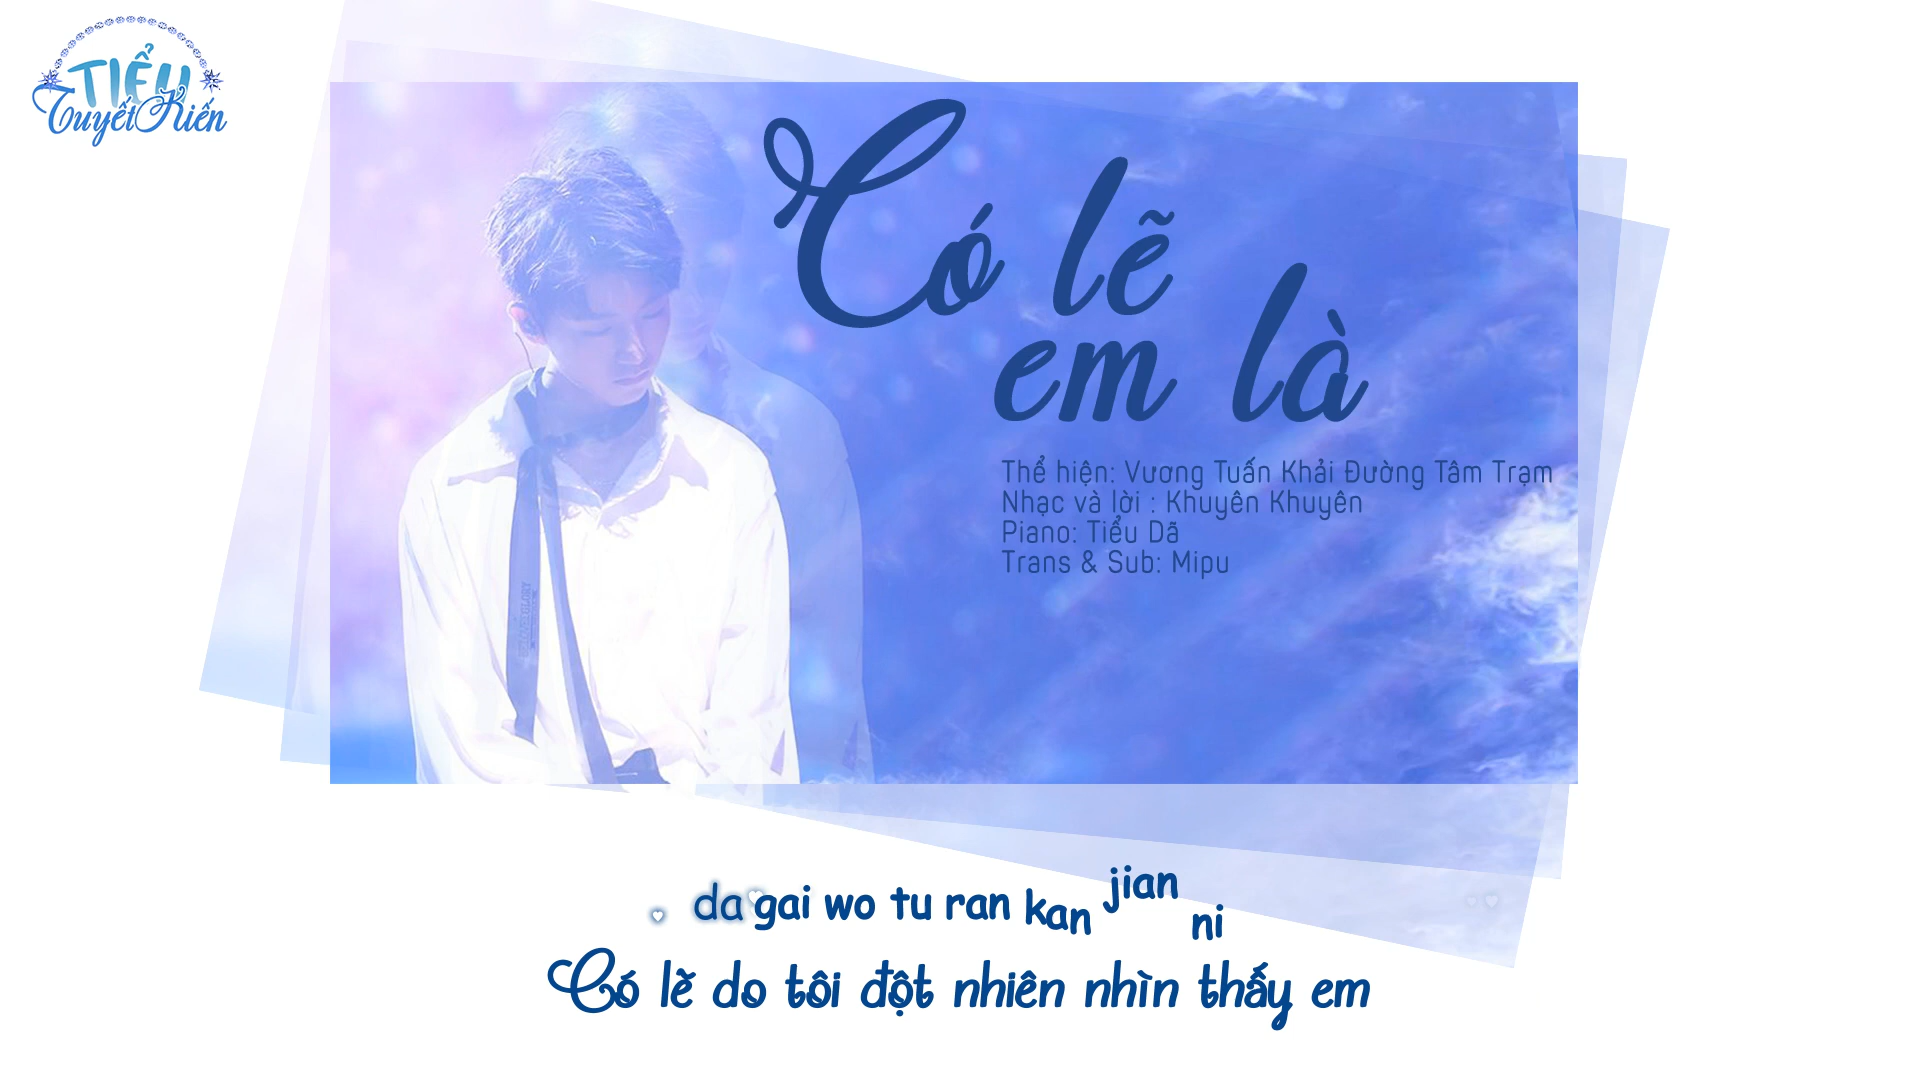 TIỂU
Tuyết Kiến
Có lẽ
em là
Thể hiện: Vương Tuấn Khải Đường Tâm Trạm
Nhạc và lời : Khuyên Khuyên
Piano: Tiểu Dã
Trans & Sub: Mipu
da gai wo tu ran kan jian ni
Có lẽ do tôi đột nhiên nhìn thấy em